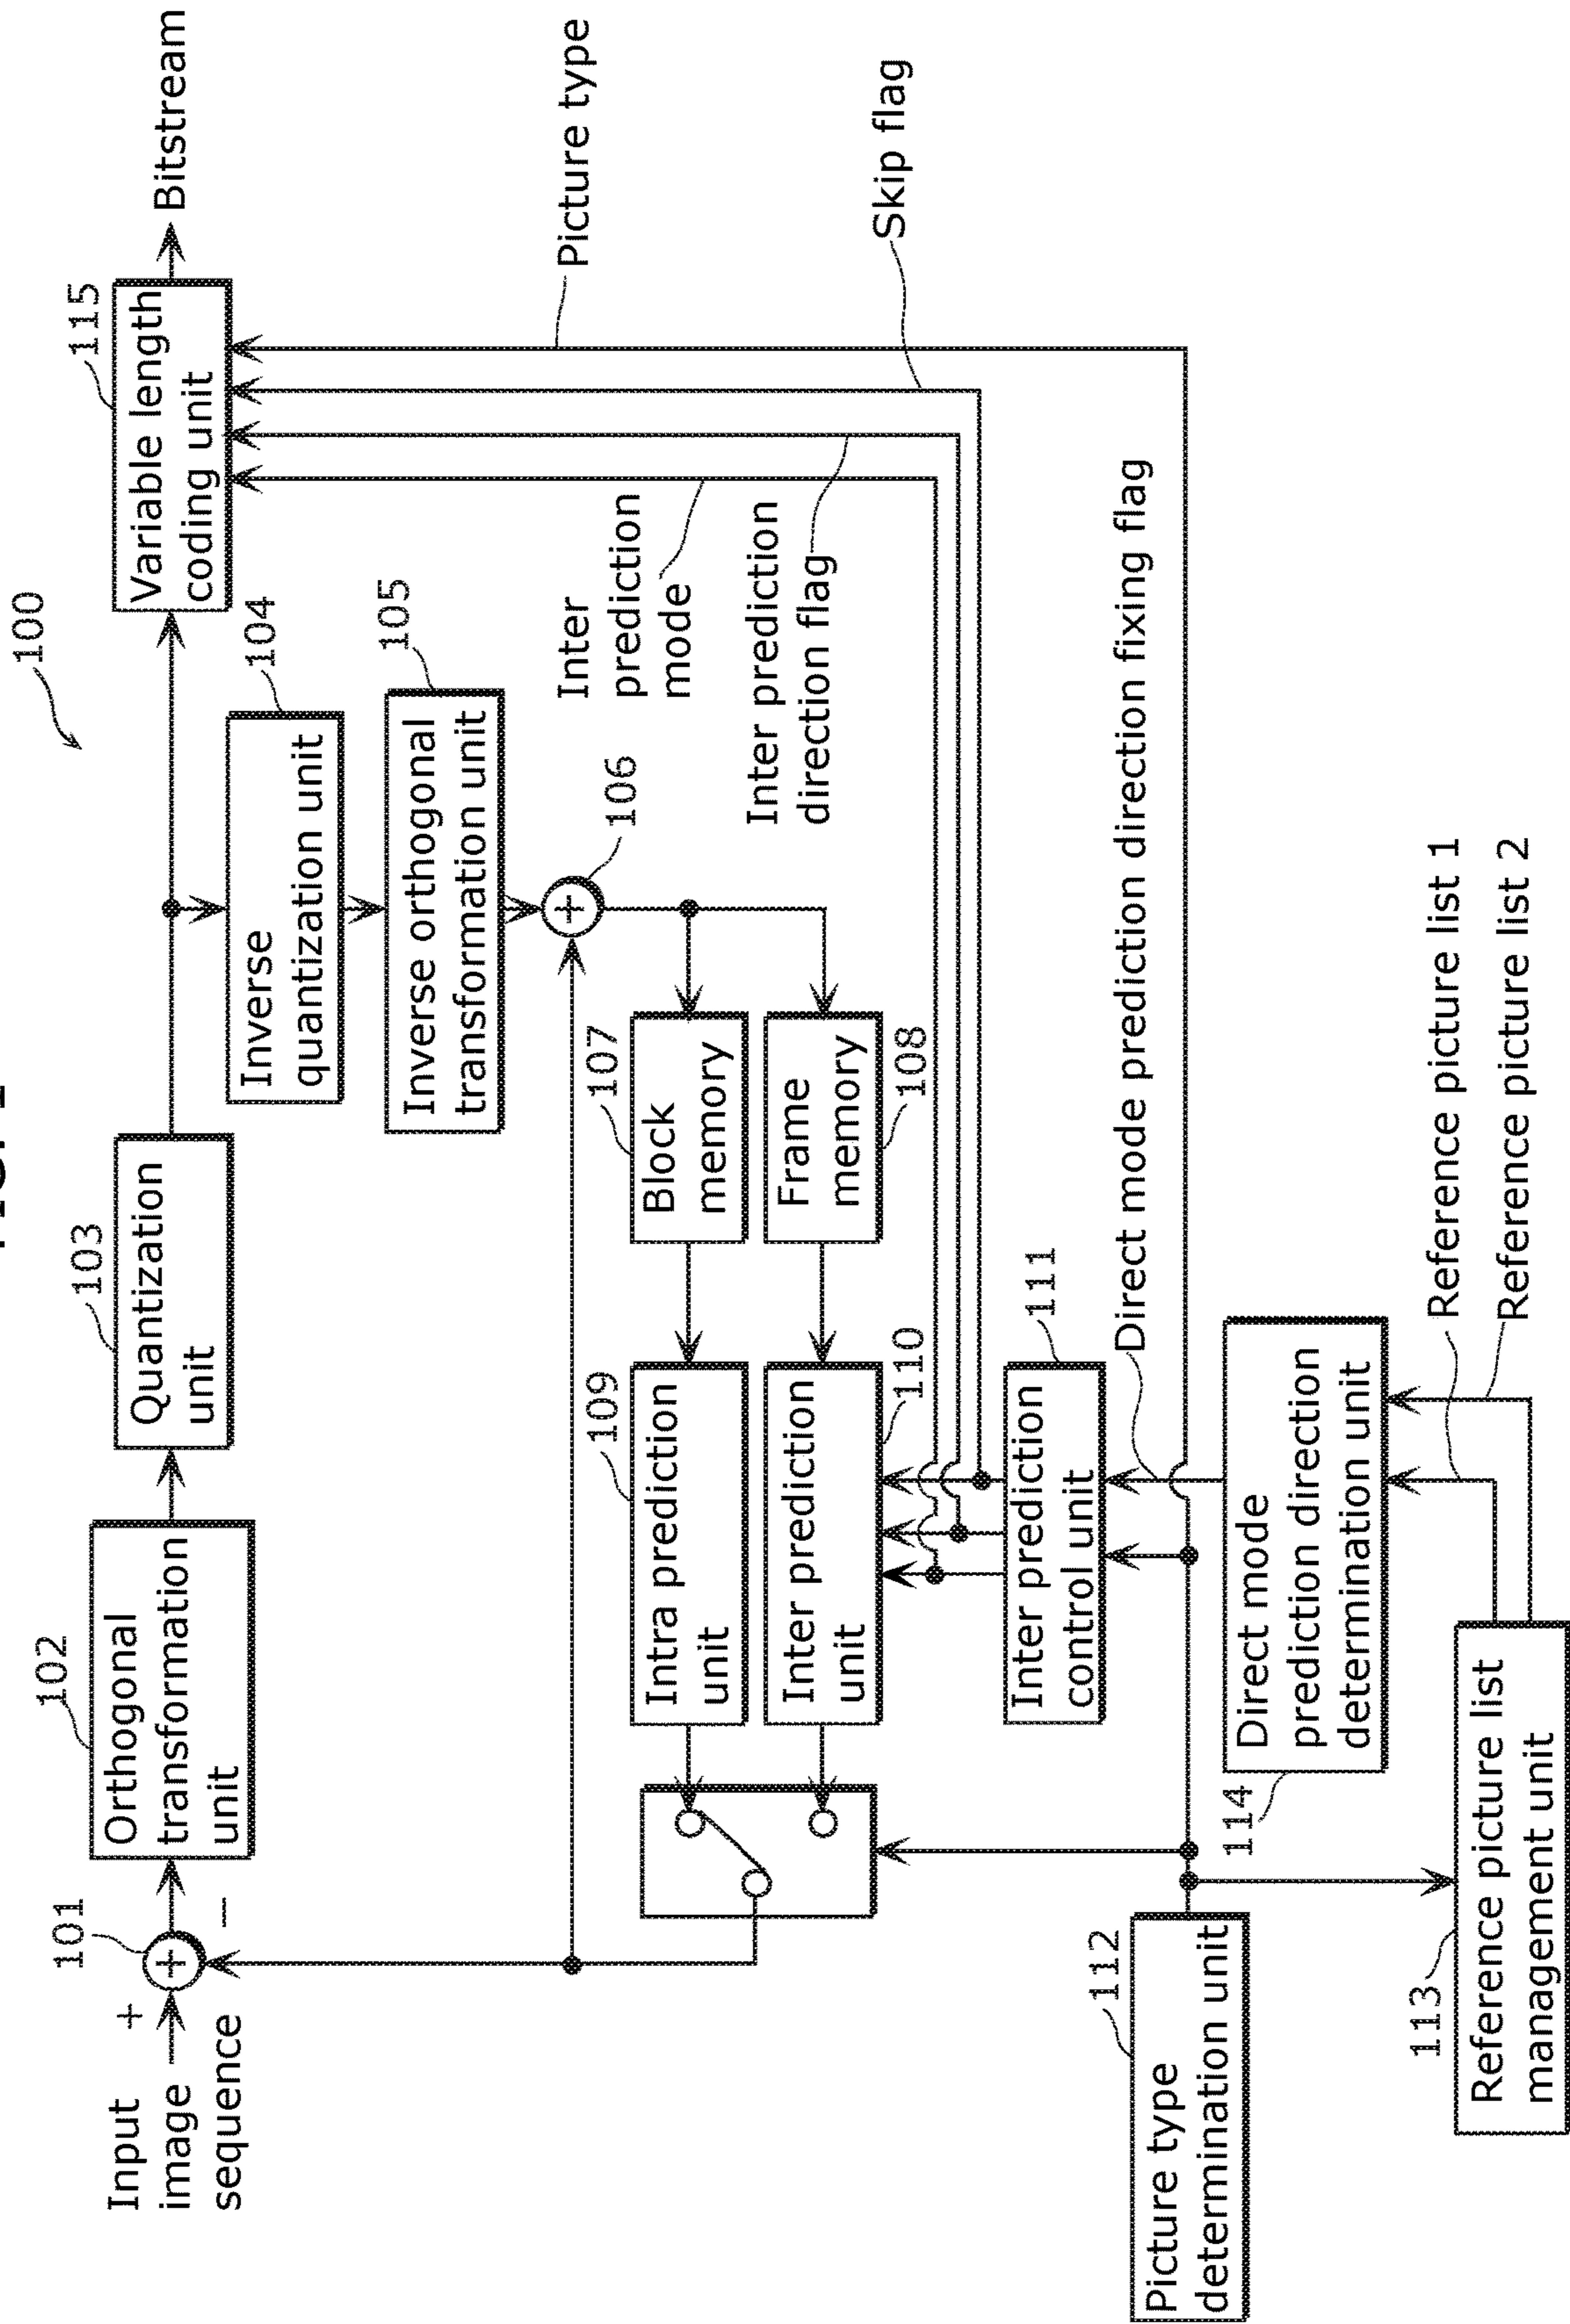 FIG. 1
100
Input
image
sequence
+
−
101
+
102
Orthogonal
transformation
unit
103
Quantization
unit
115
Variable length
coding unit
Bitstream
104
Inverse
quantization unit
105
Inverse orthogonal
transformation unit
106
+
Inter
prediction
mode
Inter prediction
direction flag
Picture type
Skip flag
107
Block
memory
Frame
memory
108
109
Intra prediction
unit
Inter prediction
unit
110
111
Inter prediction
control unit
Direct mode prediction direction fixing flag
112
Picture type
determination unit
114
Direct mode
prediction direction
determination unit
Reference picture list 1
Reference picture list 2
113
Reference picture list
management unit